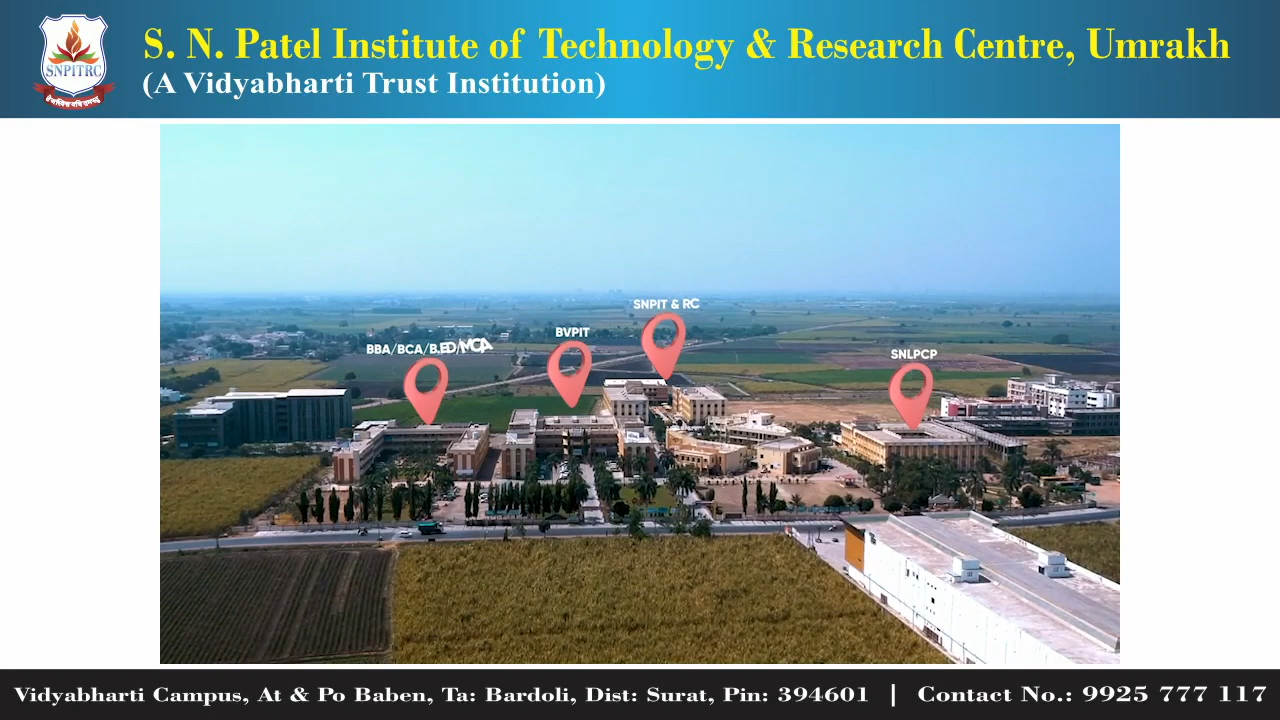 S. N. Patel Institute of Technology & Research Centre, Umrakh
(A Vidyabharti Trust Institution)
SNPITRC
SNPIT & RC
BVPIT
BBA/BCA/B.ED/MCA
SNLPCP
Vidyabharti Campus, At & Po Baben, Ta: Bardoli, Dist: Surat, Pin: 394601 | Contact No.: 9925 777 117